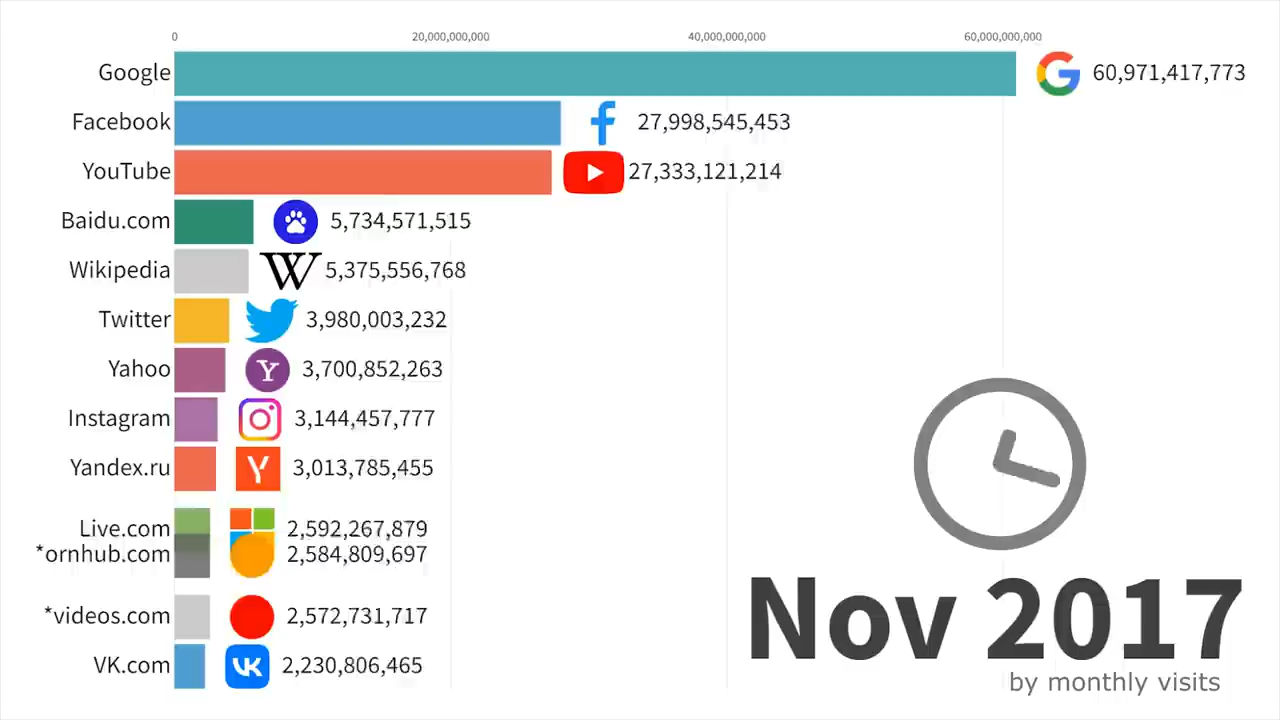 0 20,000,000,000 40,000,000,000 60,000,000,000
Google 60,971,417,773
Facebook 27,998,545,453
YouTube 27,333,121,214
Baidu.com 5,734,571,515
Wikipedia W 5,375,556,768
Twitter 3,980,003,232
Yahoo Y 3,700,852,263
Instagram 3,144,457,777
Yandex.ru Y 3,013,785,455
Live.com 2,592,267,879
*ornhub.com 2,584,809,697
*videos.com 2,572,731,717
VK.com VK 2,230,806,465
Nov 2017
by monthly visits